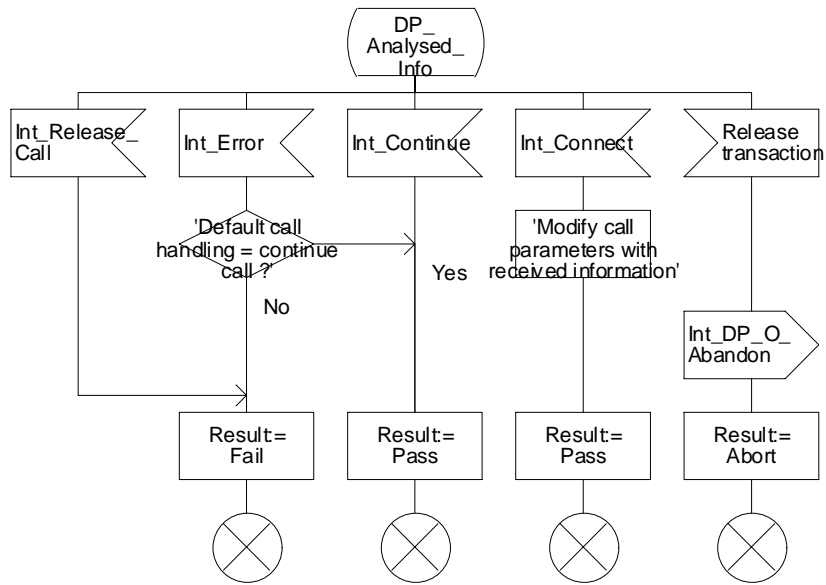 DP_
Analysed_
Info
Int_Release_
Call
Int_Error
Int_Continue
Int_Connect
Release
transaction
'Default call
handling = continue
call ?'
'Modify call
parameters with
received information'
Yes
No
Int_DP_O_
Abandon
Result:=
Fail
Result:=
Pass
Result:=
Pass
Result:=
Abort